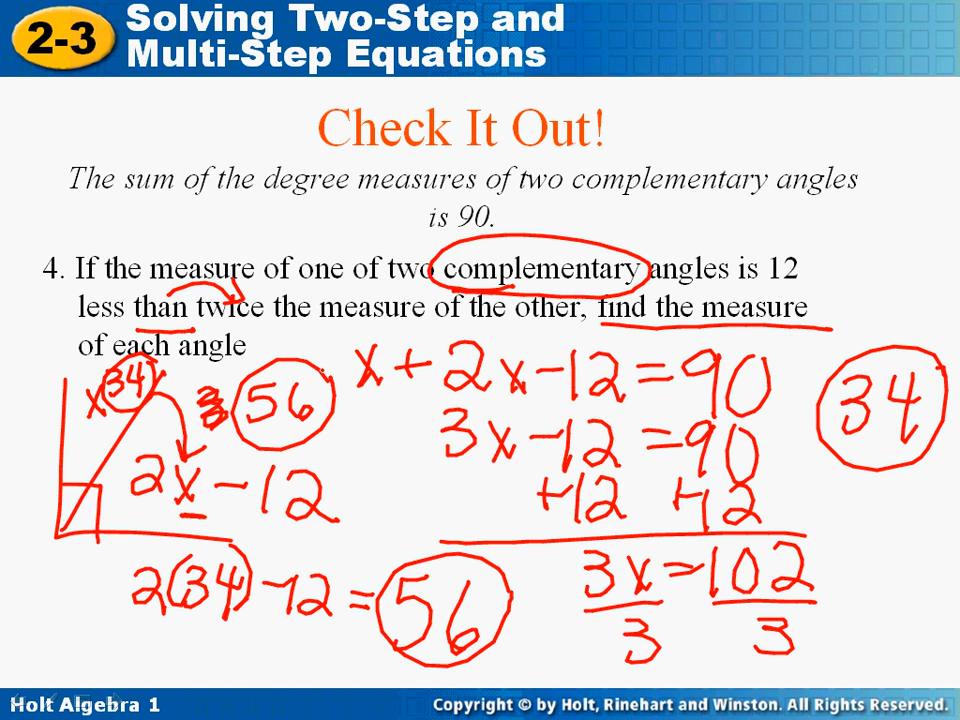 2-3
Solving Two-Step and
Multi-Step Equations
Check It Out!
The sum of the degree measures of two complementary angles
is 90.
4. If the measure of one of two complementary angles is 12
less than twice the measure of the other, find the measure
of each angle
x 34
56
x + 2x - 12 = 90
34
3x - 12 = 90
2x - 12
+12 +12
2(34) - 12 = 56
3x = 102
3 3
Holt Algebra 1
Copyright © by Holt, Rinehart and Winston. All Rights Reserved.